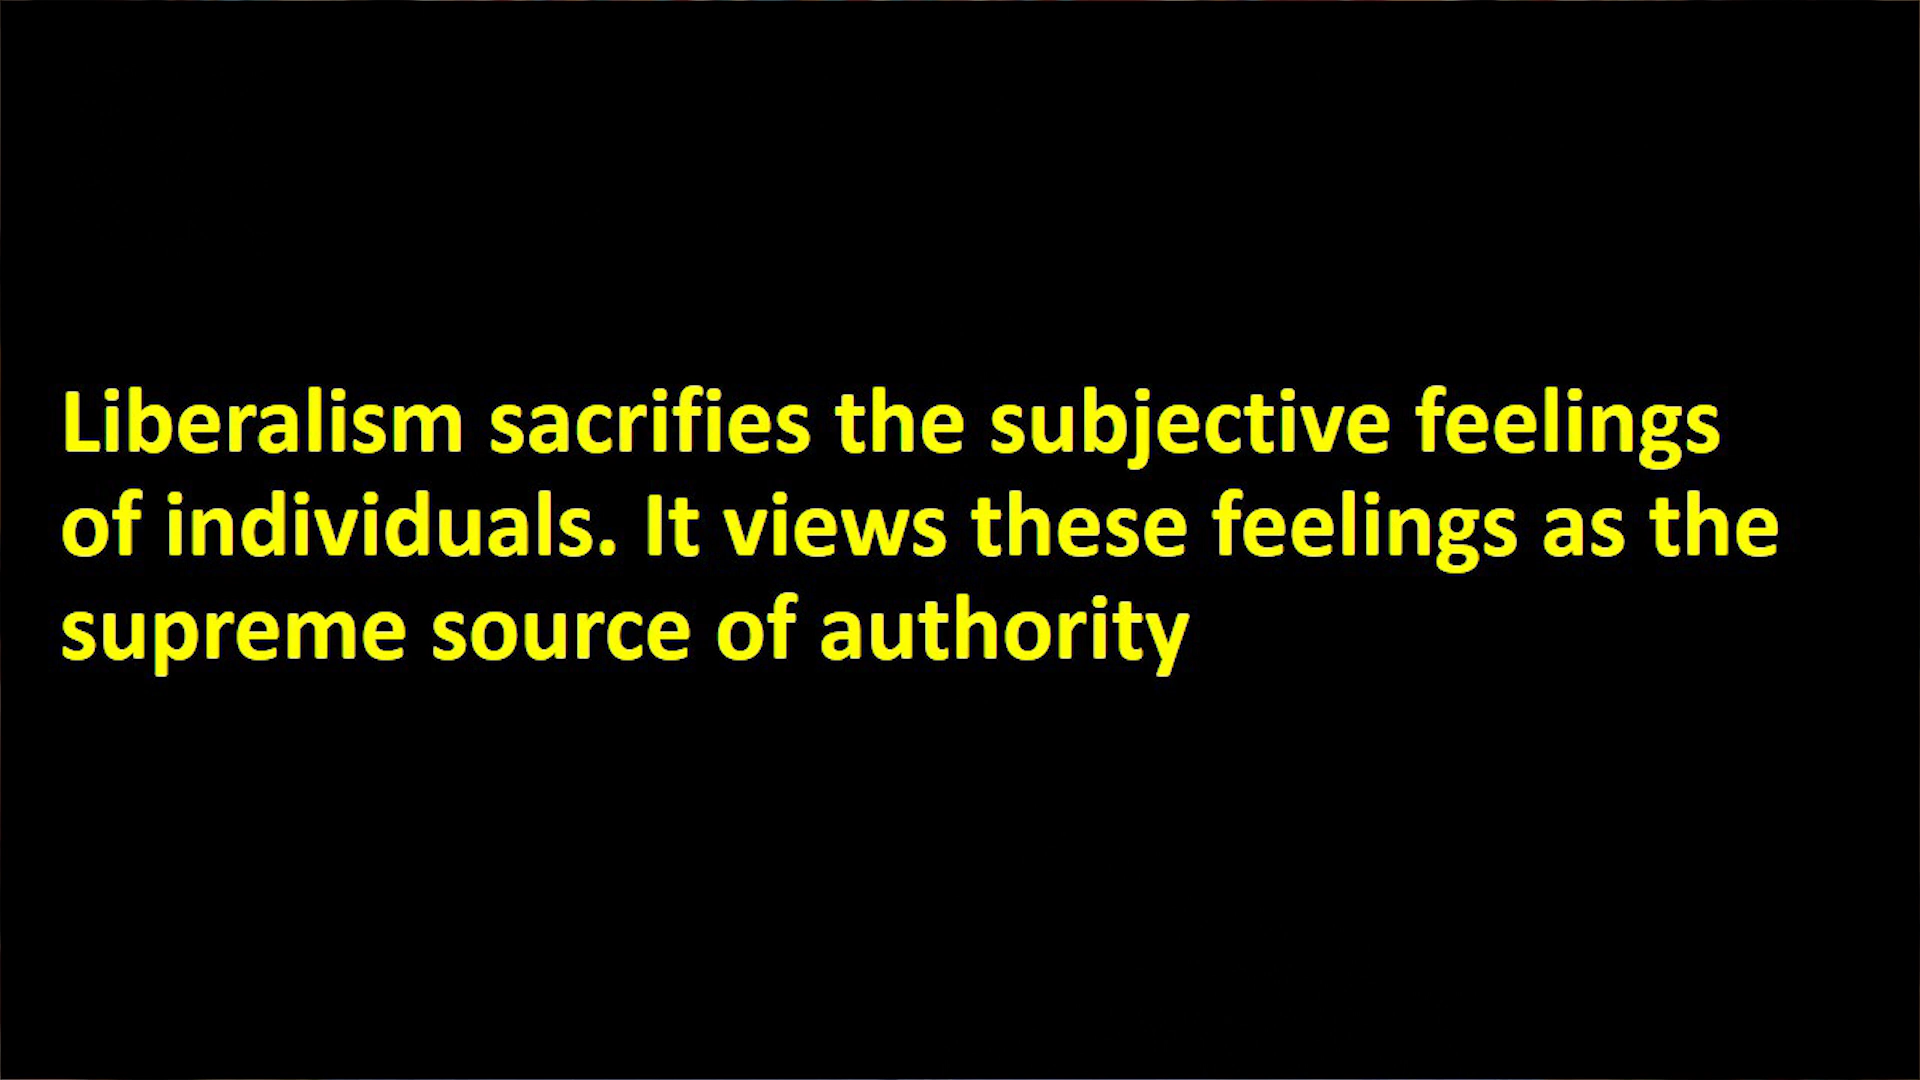 Liberalism sacrifies the subjective feelings
of individuals. It views these feelings as the
supreme source of authority